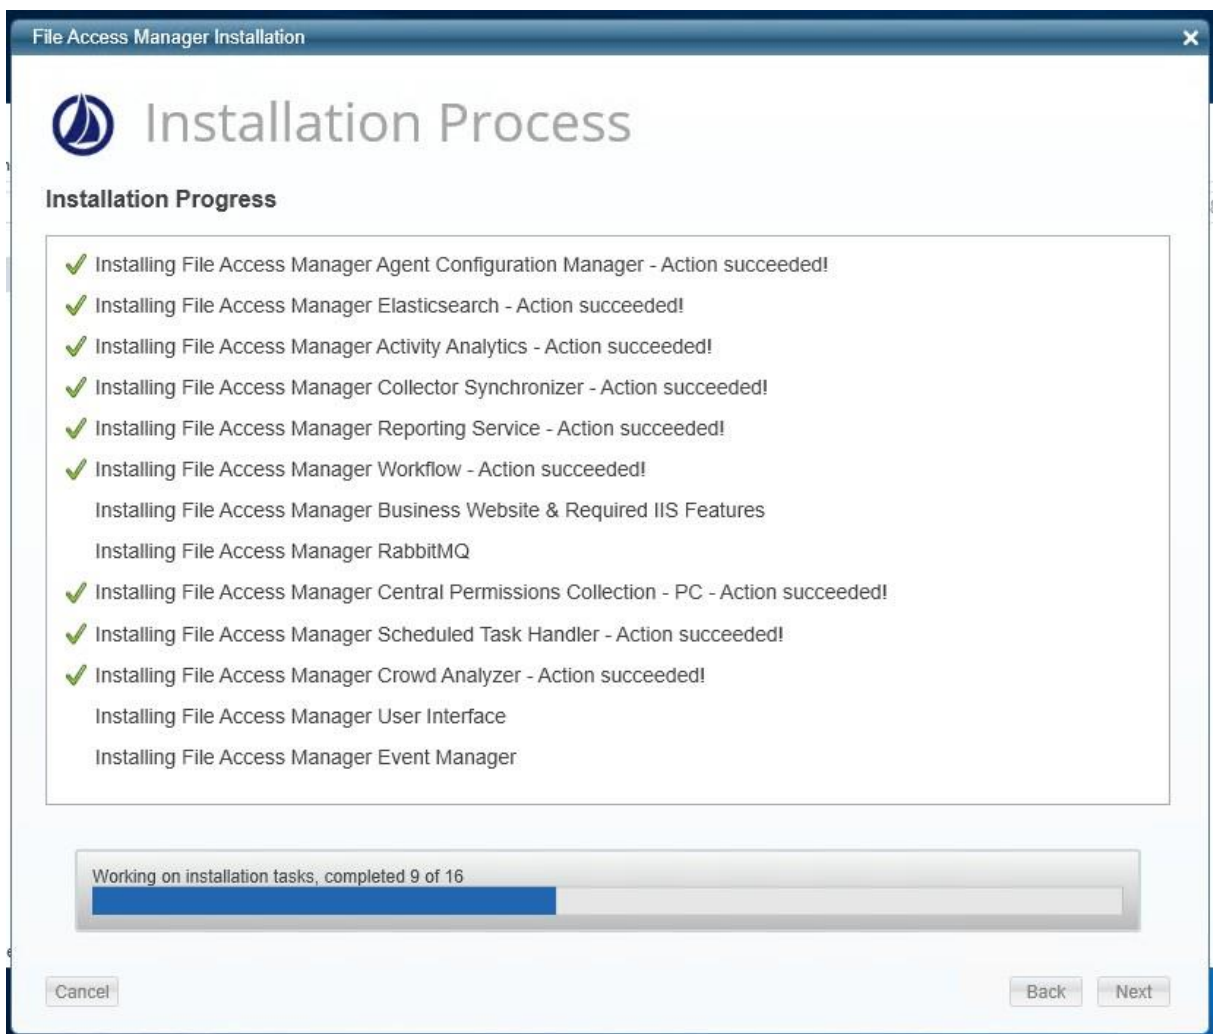 File Access Manager Installation
Installation Process
Installation Progress
Installing File Access Manager Agent Configuration Manager - Action succeeded!
Installing File Access Manager Elasticsearch - Action succeeded!
Installing File Access Manager Activity Analytics - Action succeeded!
Installing File Access Manager Collector Synchronizer - Action succeeded!
Installing File Access Manager Reporting Service - Action succeeded!
Installing File Access Manager Workflow - Action succeeded!
Installing File Access Manager Business Website & Required IIS Features
Installing File Access Manager RabbitMQ
Installing File Access Manager Central Permissions Collection - PC - Action succeeded!
Installing File Access Manager Scheduled Task Handler - Action succeeded!
Installing File Access Manager Crowd Analyzer - Action succeeded!
Installing File Access Manager User Interface
Installing File Access Manager Event Manager
Working on installation tasks, completed 9 of 16
Cancel Back Next